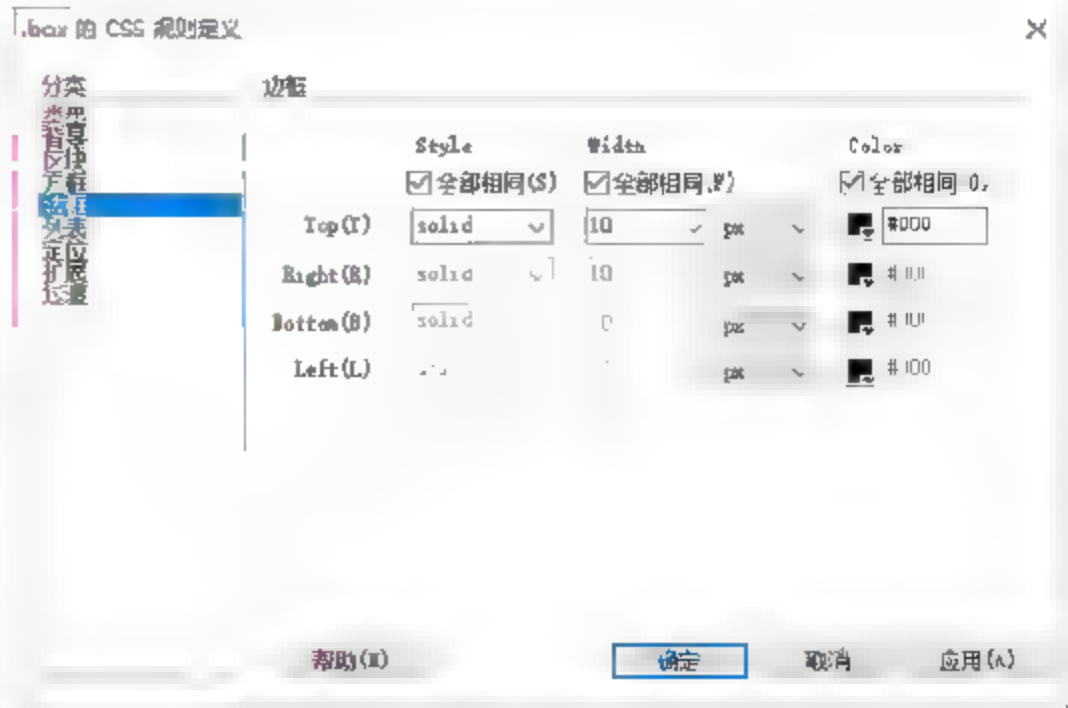 .box 的 CSS 规则定义
分类
边框
类型
背景
区块
方框
边框
列表
定位
扩展
过渡
Style Width Color
全部相同(S) 全部相同 F) 全部相同 O,
Top(T) solid 10 px #000
Right(R) solid 10 px
Bottom(B) solid px
Left(L) px
帮助(H) 确定 取消 应用(A)